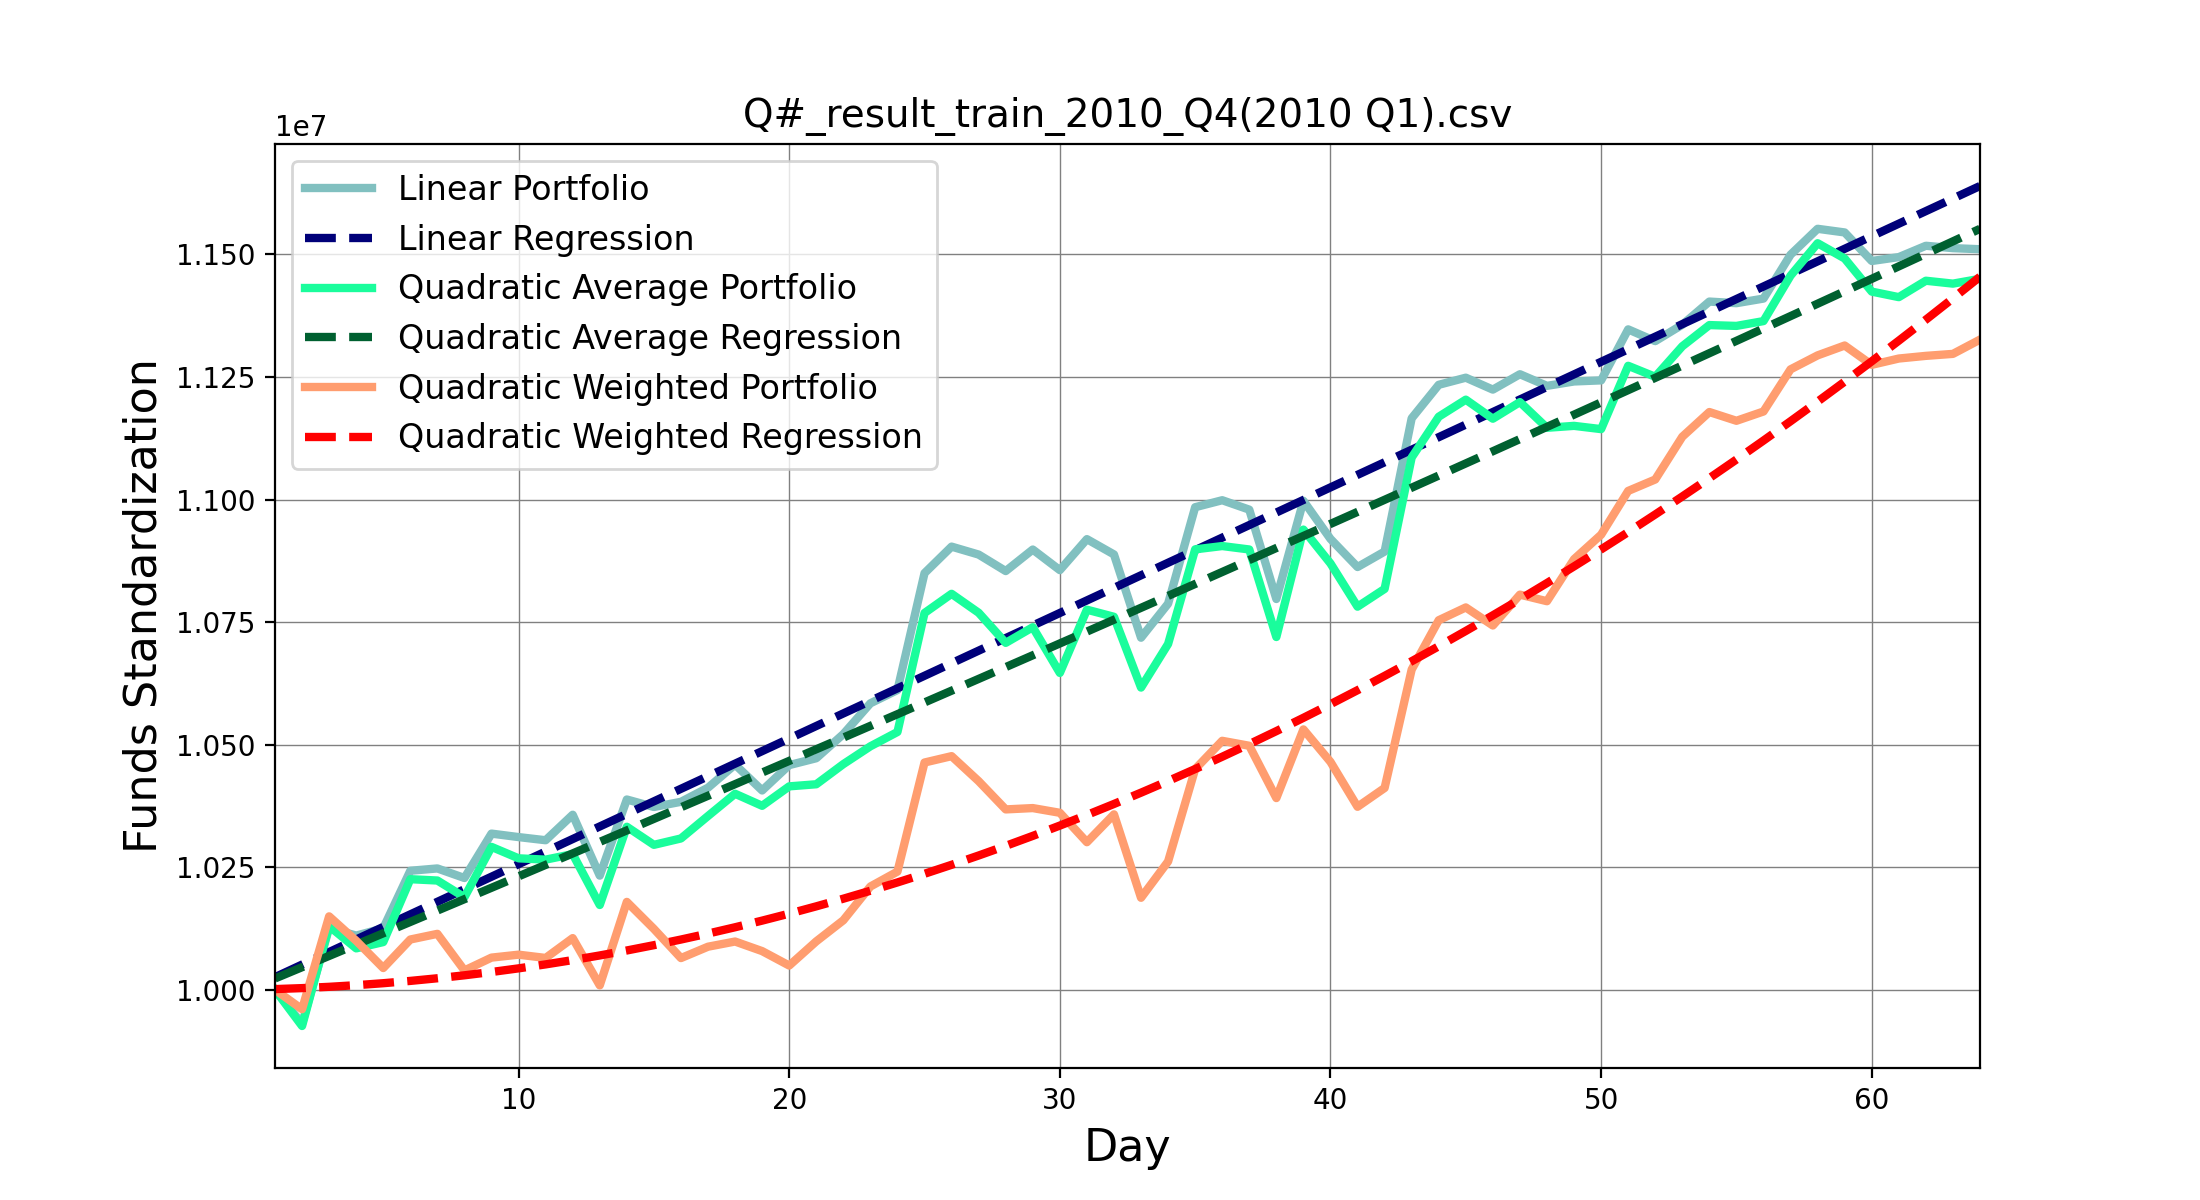 Q#_result_train_2010_Q4(2010 Q1).csv
1e7
Linear Portfolio
Linear Regression
Quadratic Average Portfolio
Quadratic Average Regression
Quadratic Weighted Portfolio
Quadratic Weighted Regression
1.150
1.125
1.100
1.075
1.050
1.025
1.000
Funds Standardization
10 20 30 40 50 60
Day